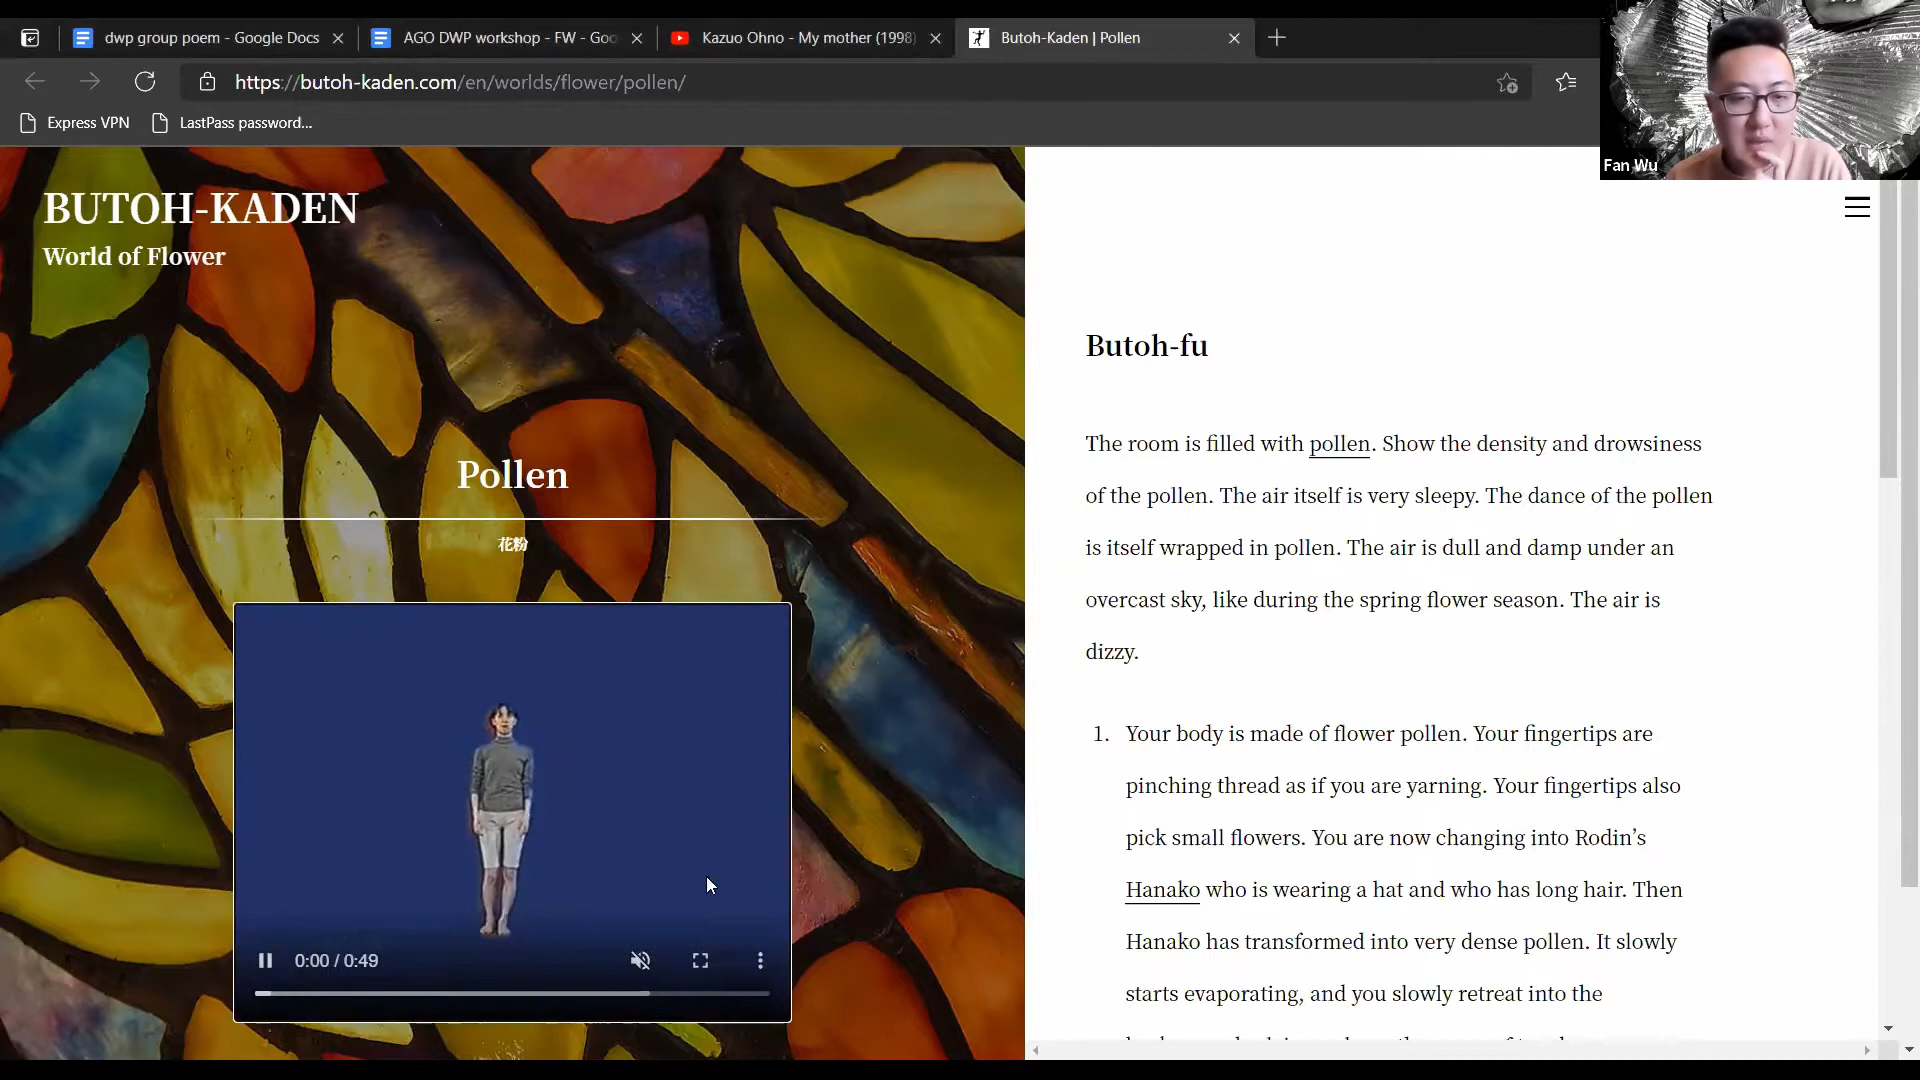 dwp group poem - Google Docs
AGO DWP workshop - FW - Goo
Kazuo Ohno - My mother (1998)
Butoh-Kaden | Pollen
https://butoh-kaden.com/en/worlds/flower/pollen/
Express VPN
LastPass password...
Fan Wu
BUTOH-KADEN
World of Flower
Pollen
花粉
0:00 / 0:49
Butoh-fu
The room is filled with pollen. Show the density and drowsiness
of the pollen. The air itself is very sleepy. The dance of the pollen
is itself wrapped in pollen. The air is dull and damp under an
overcast sky, like during the spring flower season. The air is
dizzy.
1. Your body is made of flower pollen. Your fingertips are
pinching thread as if you are yarning. Your fingertips also
pick small flowers. You are now changing into Rodin’s
Hanako who is wearing a hat and who has long hair. Then
Hanako has transformed into very dense pollen. It slowly
starts evaporating, and you slowly retreat into the